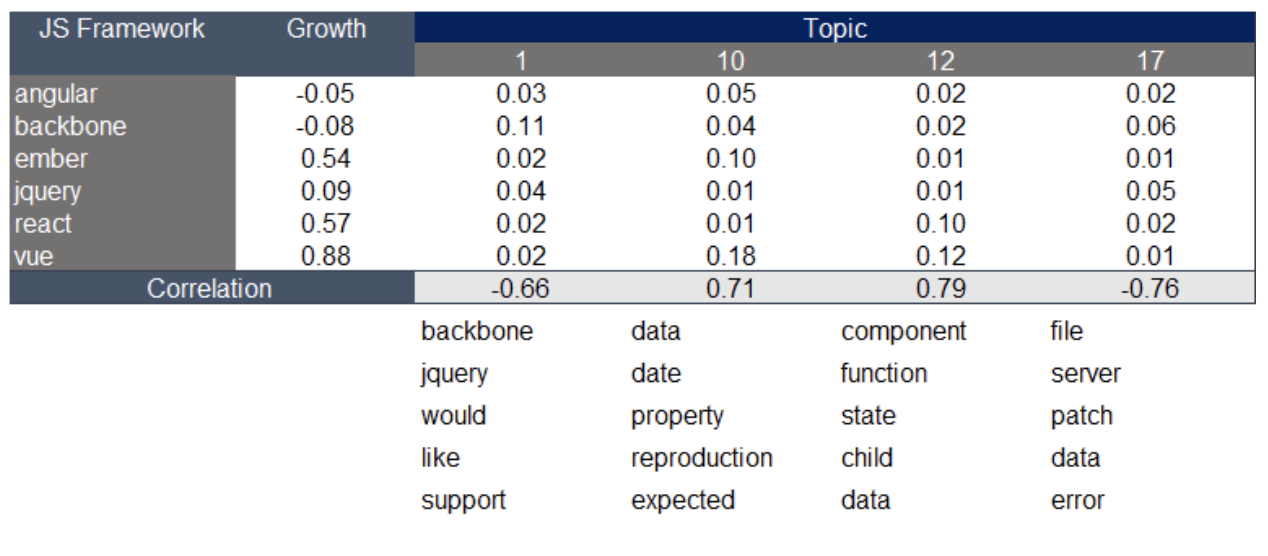 JS Framework Growth Topic
1 10 12 17
angular -0.05 0.03 0.05 0.02 0.02
backbone -0.08 0.11 0.04 0.02 0.06
ember 0.54 0.02 0.10 0.01 0.01
jquery 0.09 0.04 0.01 0.01 0.05
react 0.57 0.02 0.01 0.10 0.02
vue 0.88 0.02 0.18 0.12 0.01
Correlation -0.66 0.71 0.79 -0.76
backbone data component file
jquery date function server
would property state patch
like reproduction child data
support expected data error